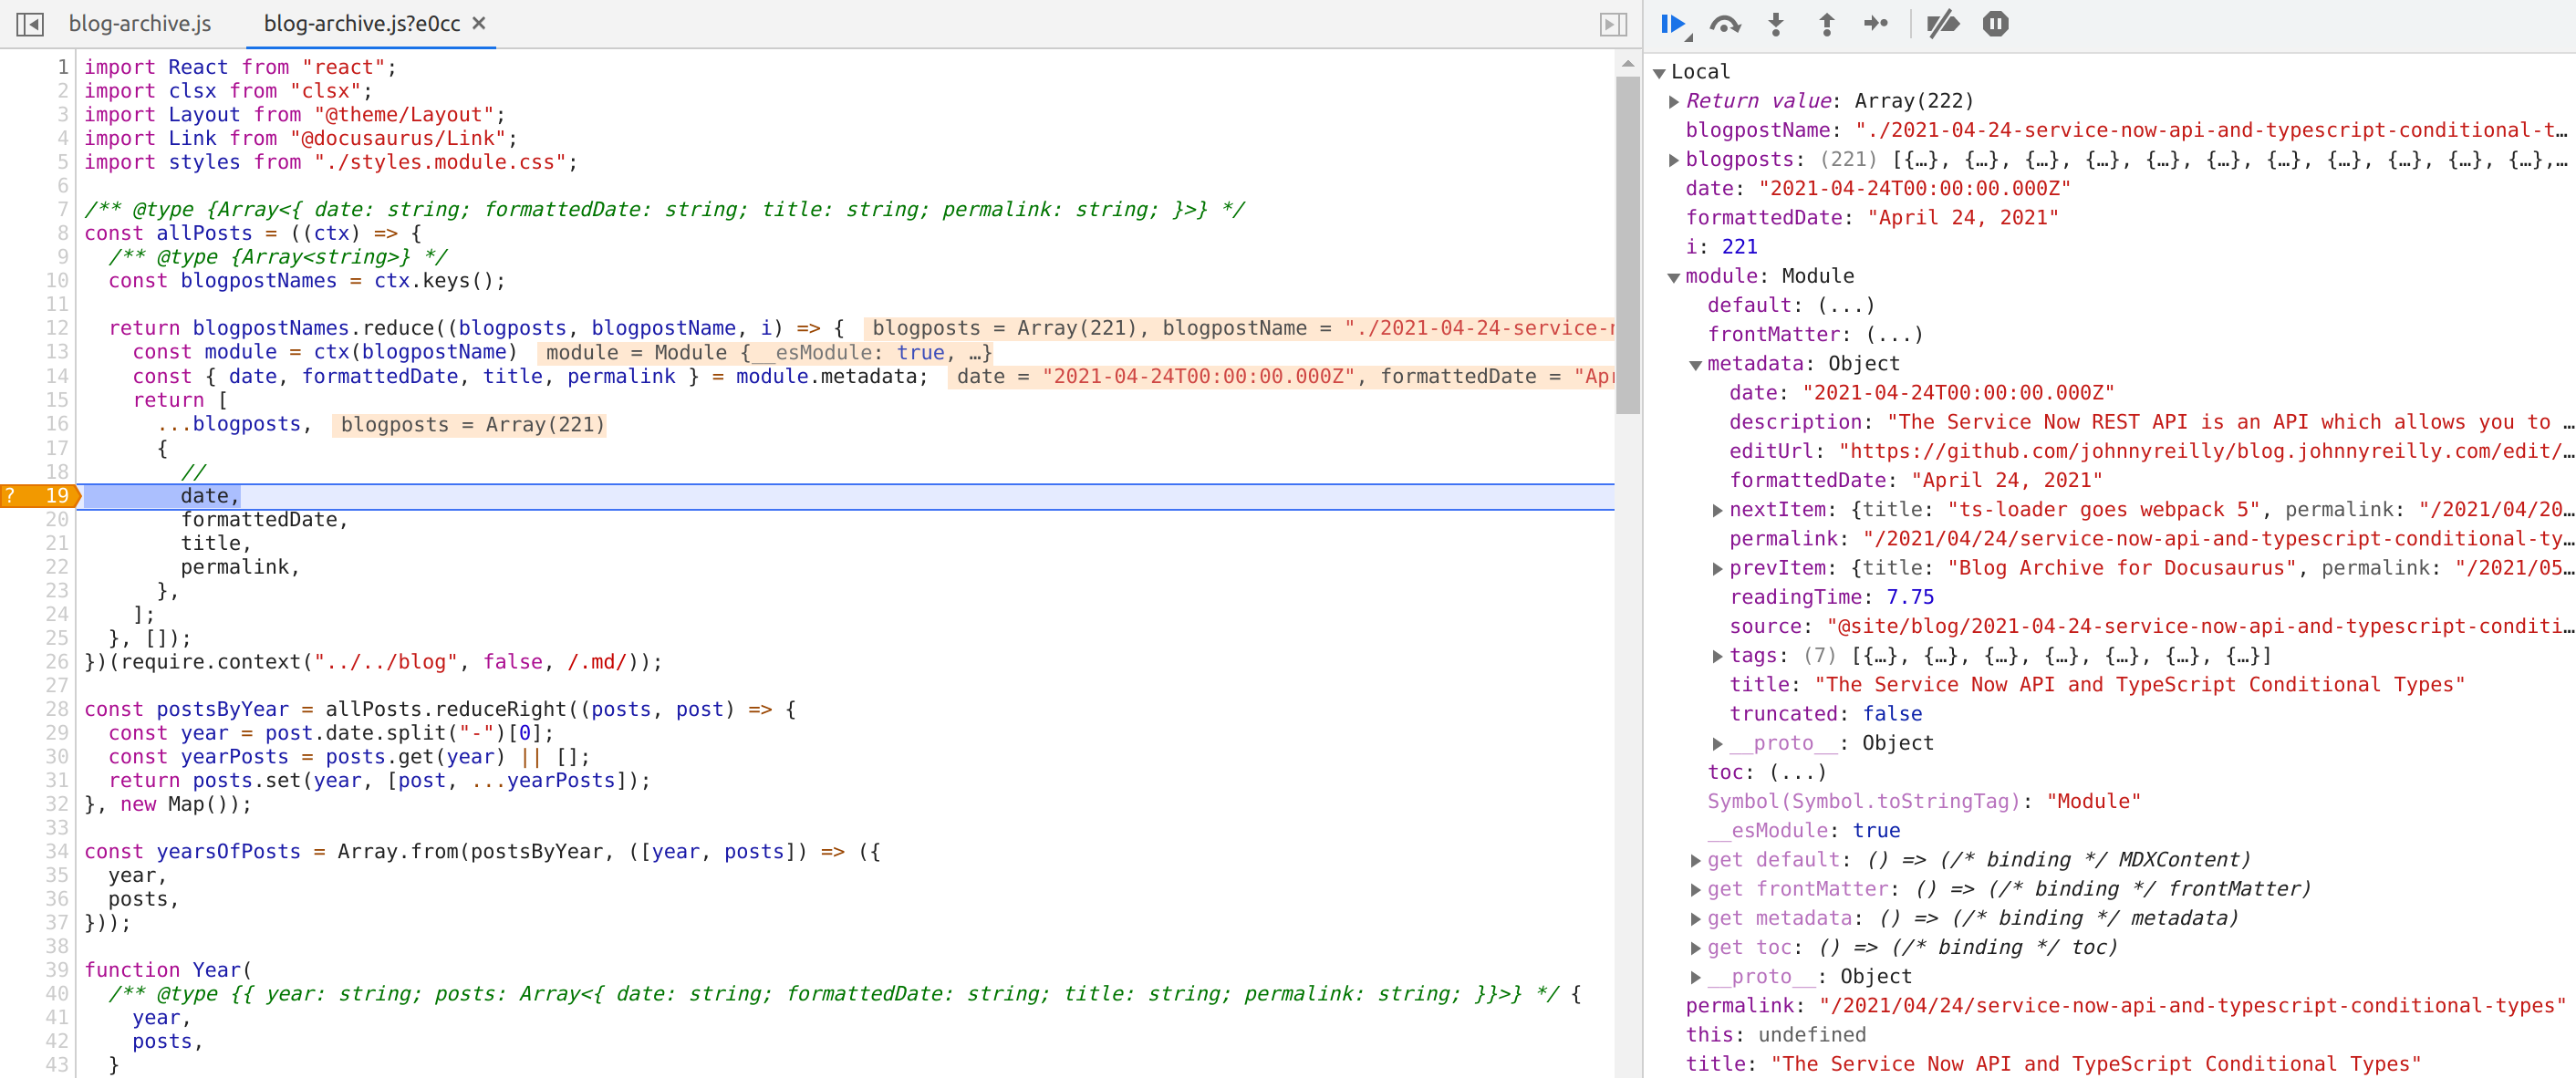 blog-archive.js blog-archive.js?e0cc ×
1 import React from "react";
2 import clsx from "clsx";
3 import Layout from "@theme/Layout";
4 import Link from "@docusaurus/Link";
5 import styles from "./styles.module.css";
6
7 /** @type {Array<{ date: string; formattedDate: string; title: string; permalink: string; }>} */
8 const allPosts = ((ctx) => {
9 /** @type {Array<string>} */
10 const blogpostNames = ctx.keys();
11
12 return blogpostNames.reduce((blogposts, blogpostName, i) => { blogposts = Array(221), blogpostName = "./2021-04-24-service-
13 const module = ctx(blogpostName) module = Module {__esModule: true, …}
14 const { date, formattedDate, title, permalink } = module.metadata; date = "2021-04-24T00:00:00.000Z", formattedDate = "Apr
15 return [
16 ...blogposts, blogposts = Array(221)
17 {
18 //
? 19 date,
20 formattedDate,
21 title,
22 permalink,
23 },
24 ];
25 }, []);
26 })(require.context("../../blog", false, /.md/));
27
28 const postsByYear = allPosts.reduceRight((posts, post) => {
29 const year = post.date.split("-")[0];
30 const yearPosts = posts.get(year) || [];
31 return posts.set(year, [post, ...yearPosts]);
32 }, new Map());
33
34 const yearsOfPosts = Array.from(postsByYear, ([year, posts]) => ({
35 year,
36 posts,
37 }));
38
39 function Year(
40 /** @type {{ year: string; posts: Array<{ date: string; formattedDate: string; title: string; permalink: string; }}>} */ {
41 year,
42 posts,
43 }
Local
Return value: Array(222)
blogpostName: "./2021-04-24-service-now-api-and-typescript-conditional-t…
blogposts: (221) [{…}, {…}, {…}, {…}, {…}, {…}, {…}, {…}, {…}, {…}, {…},…
date: "2021-04-24T00:00:00.000Z"
formattedDate: "April 24, 2021"
i: 221
module: Module
default: (...)
frontMatter: (...)
metadata: Object
date: "2021-04-24T00:00:00.000Z"
description: "The Service Now REST API is an API which allows you to …
editUrl: "https://github.com/johnnyreilly/blog.johnnyreilly.com/edit/…
formattedDate: "April 24, 2021"
nextItem: {title: "ts-loader goes webpack 5", permalink: "/2021/04/20…
permalink: "/2021/04/24/service-now-api-and-typescript-conditional-ty…
prevItem: {title: "Blog Archive for Docusaurus", permalink: "/2021/05…
readingTime: 7.75
source: "@site/blog/2021-04-24-service-now-api-and-typescript-conditi…
tags: (7) [{…}, {…}, {…}, {…}, {…}, {…}, {…}]
title: "The Service Now API and TypeScript Conditional Types"
truncated: false
__proto__: Object
toc: (...)
Symbol(Symbol.toStringTag): "Module"
__esModule: true
get default: () => (/* binding */ MDXContent)
get frontMatter: () => (/* binding */ frontMatter)
get metadata: () => (/* binding */ metadata)
get toc: () => (/* binding */ toc)
__proto__: Object
permalink: "/2021/04/24/service-now-api-and-typescript-conditional-types"
this: undefined
title: "The Service Now API and TypeScript Conditional Types"